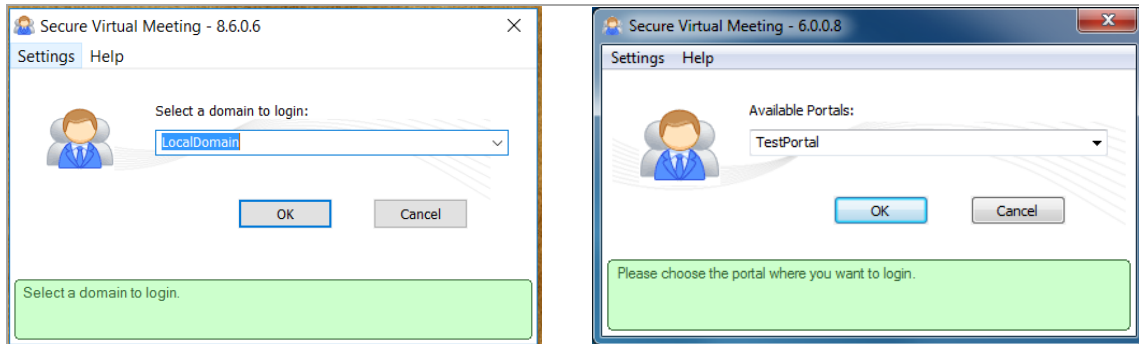 Secure Virtual Meeting - 8.6.0.6
Settings Help
Select a domain to login:
LocalDomain
OK Cancel
Select a domain to login.
Secure Virtual Meeting - 6.0.0.8
Settings Help
Available Portals:
TestPortal
OK Cancel
Please choose the portal where you want to login.